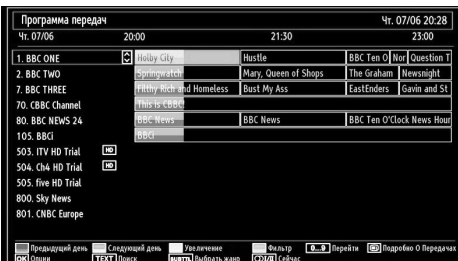 Программа передач Чт. 07/06 20:28
Чт. 07/06 20:00 21:30 23:00
1. BBC ONE Holby City Hustle BBC Ten O Nor Question T
2. BBC TWO Springwatch Mary, Queen of Shops The Graham Newsnight
7. BBC THREE Filthy Rich and Homeless Bust My Ass EastEnders Gavin and St
70. CBBC Channel This is CBBC!
80. BBC NEWS 24 BBC News BBC News BBC Ten O'Clock News Hour
105. BBCi BBCi
503. ITV HD Trial HD
504. Ch4 HD Trial HD
505. five HD Trial
800. Sky News
801. CNBC Europe
Предыдущий день Следующий день Увеличение Фильтр 0...9 Перейти Подробно О Передачах
OK Опции TEXT Поиск Выбрать жанр Сейчас